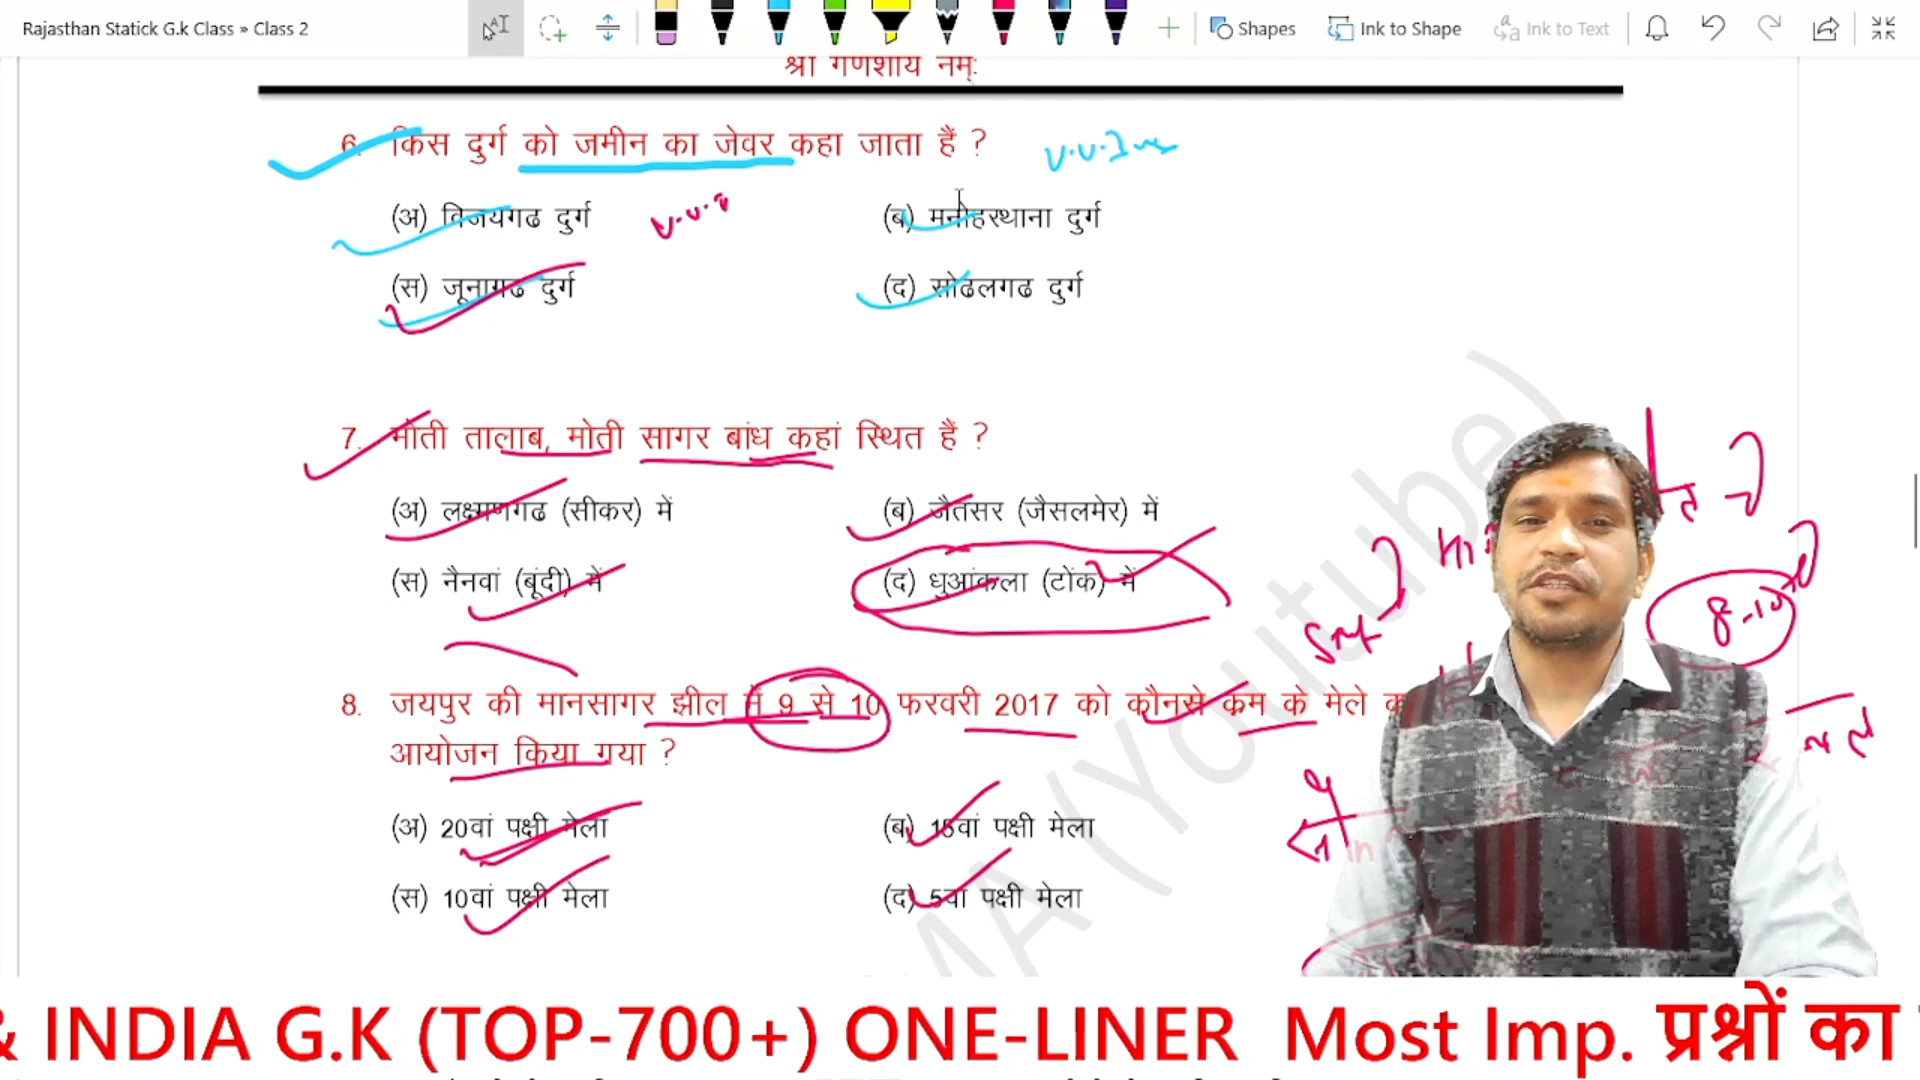 Rajasthan Statick G.k Class » Class 2
Shapes
Ink to Shape
Ink to Text
श्री गणेशाय नम्:
6. किस दुर्ग को जमीन का जेवर कहा जाता हैं ?
v.v.Imp
(अ) विजयगढ दुर्ग
v.v.
(ब) मनोहरथाना दुर्ग
(स) जूनागढ दुर्ग
(द) सोढलगढ दुर्ग
7. मोती तालाब, मोती सागर बांध कहां स्थित हैं ?
(अ) लक्ष्मणगढ (सीकर) में
(ब) जैतसर (जैसलमेर) में
(स) नैनवां (बूंदी) में
(द) धुआंकला (टोंक) में
8. जयपुर की मानसागर झील में 9 से 10 फरवरी 2017 को कौनसे क्रम के मेले
आयोजन किया गया ?
(अ) 20वां पक्षी मेला
(ब) 15वां पक्षी मेला
(स) 10वां पक्षी मेला
(द) 5वां पक्षी मेला
MA (Youtube)
& INDIA G.K (TOP-700+) ONE-LINER Most Imp. प्रश्नों का